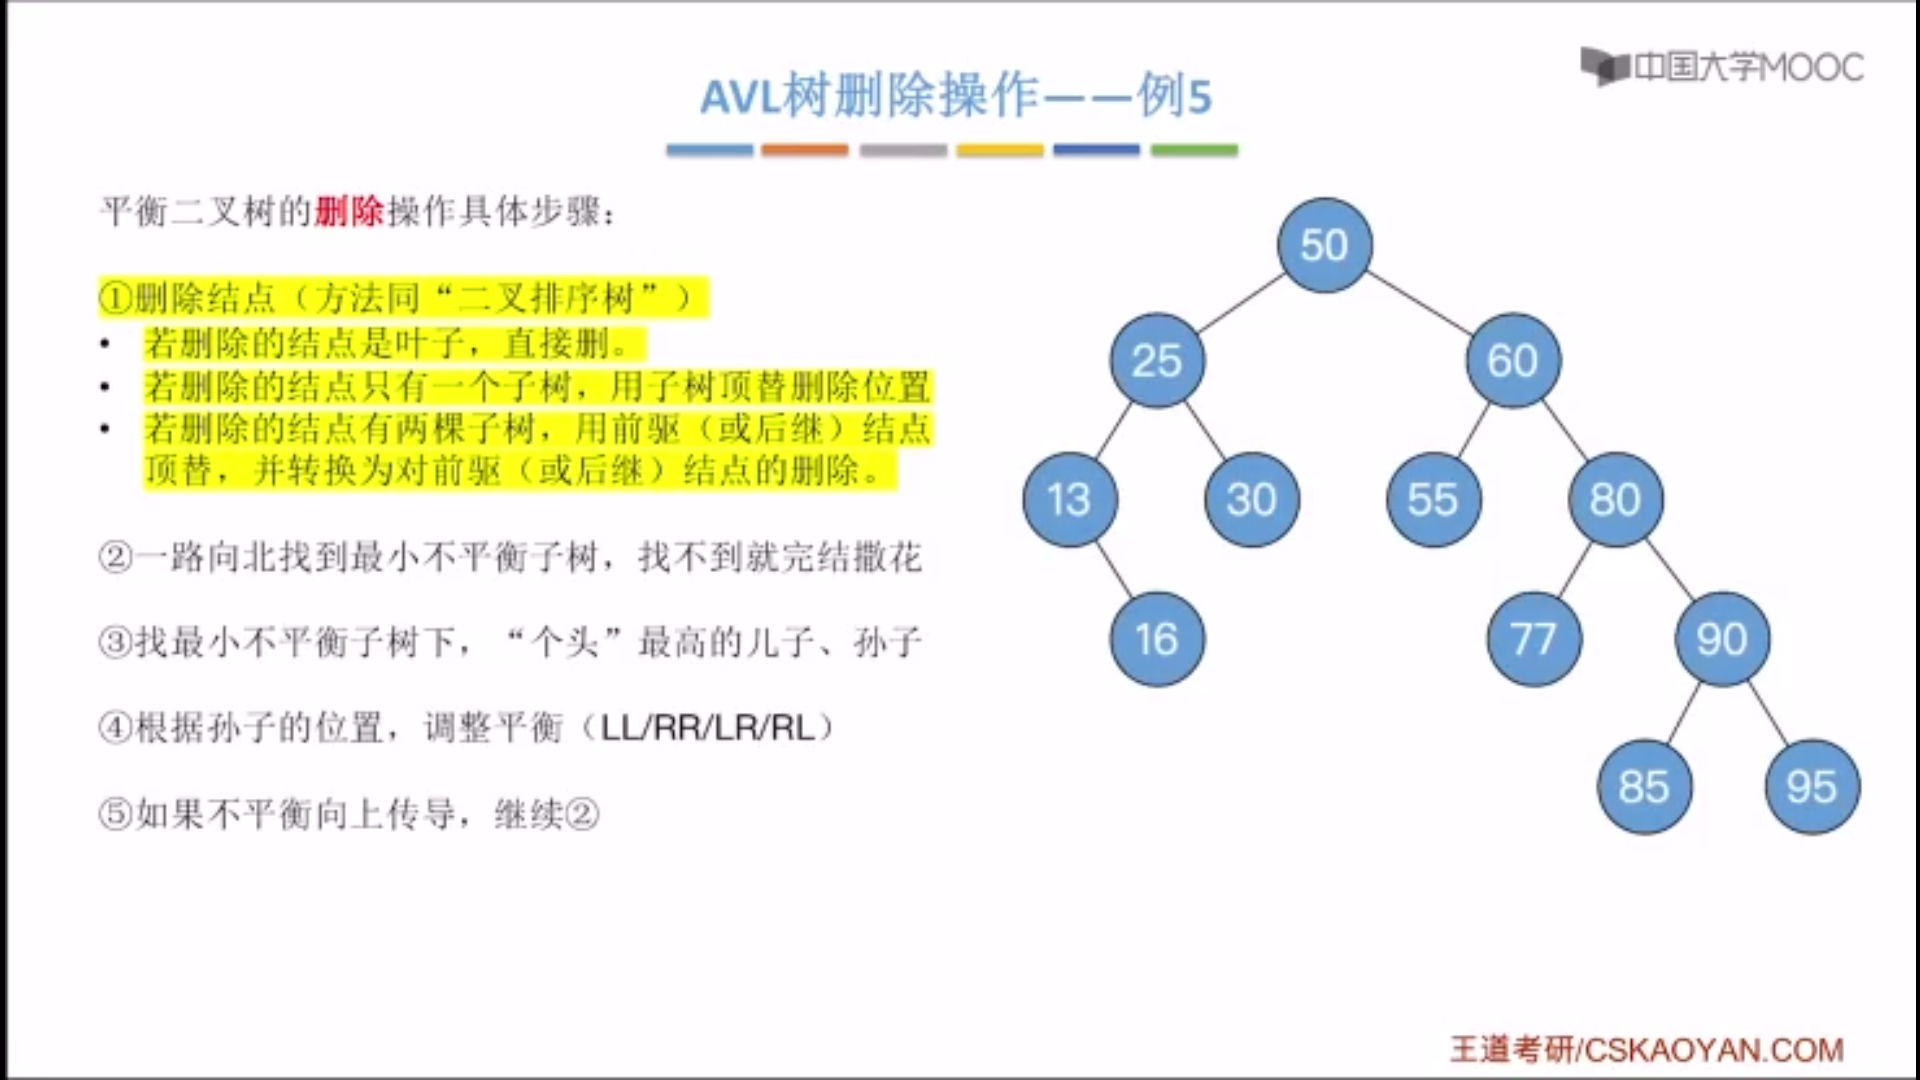 中国大学MOOC
AVL树删除操作——例5
平衡二叉树的删除操作具体步骤：
①删除结点（方法同“二叉排序树”）
• 若删除的结点是叶子，直接删。
• 若删除的结点只有一个子树，用子树顶替删除位置
• 若删除的结点有两棵子树，用前驱（或后继）结点
顶替，并转换为对前驱（或后继）结点的删除。
②一路向北找到最小不平衡子树，找不到就完结撒花
③找最小不平衡子树下，“个头”最高的儿子、孙子
④根据孙子的位置，调整平衡（LL/RR/LR/RL）
⑤如果不平衡向上传导，继续②
50
25
60
13
30
55
80
16
77
90
85
95
王道考研/CSKAOYAN.COM